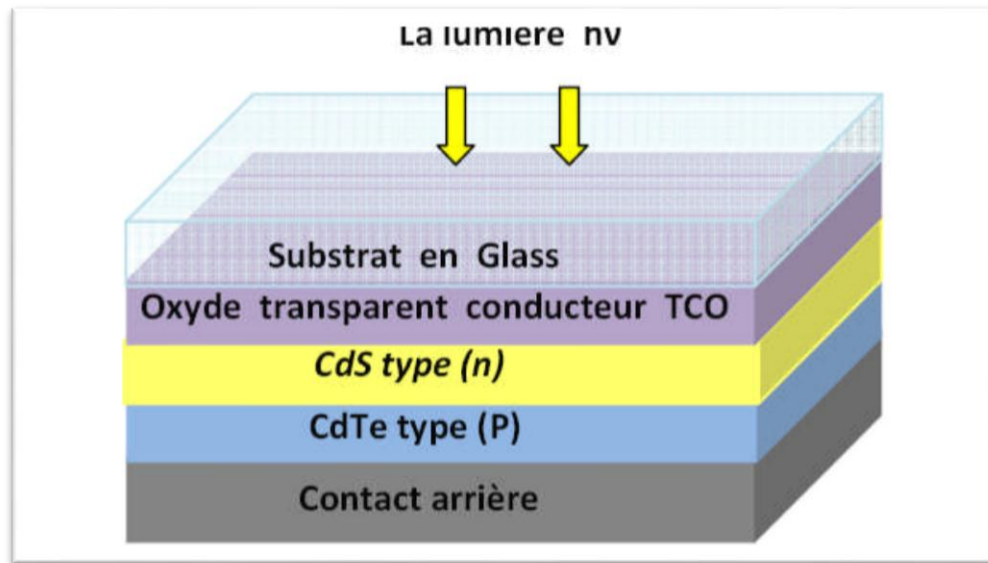 La lumière hν
Substrat en Glass
Oxyde transparent conducteur TCO
CdS type (n)
CdTe type (P)
Contact arrière